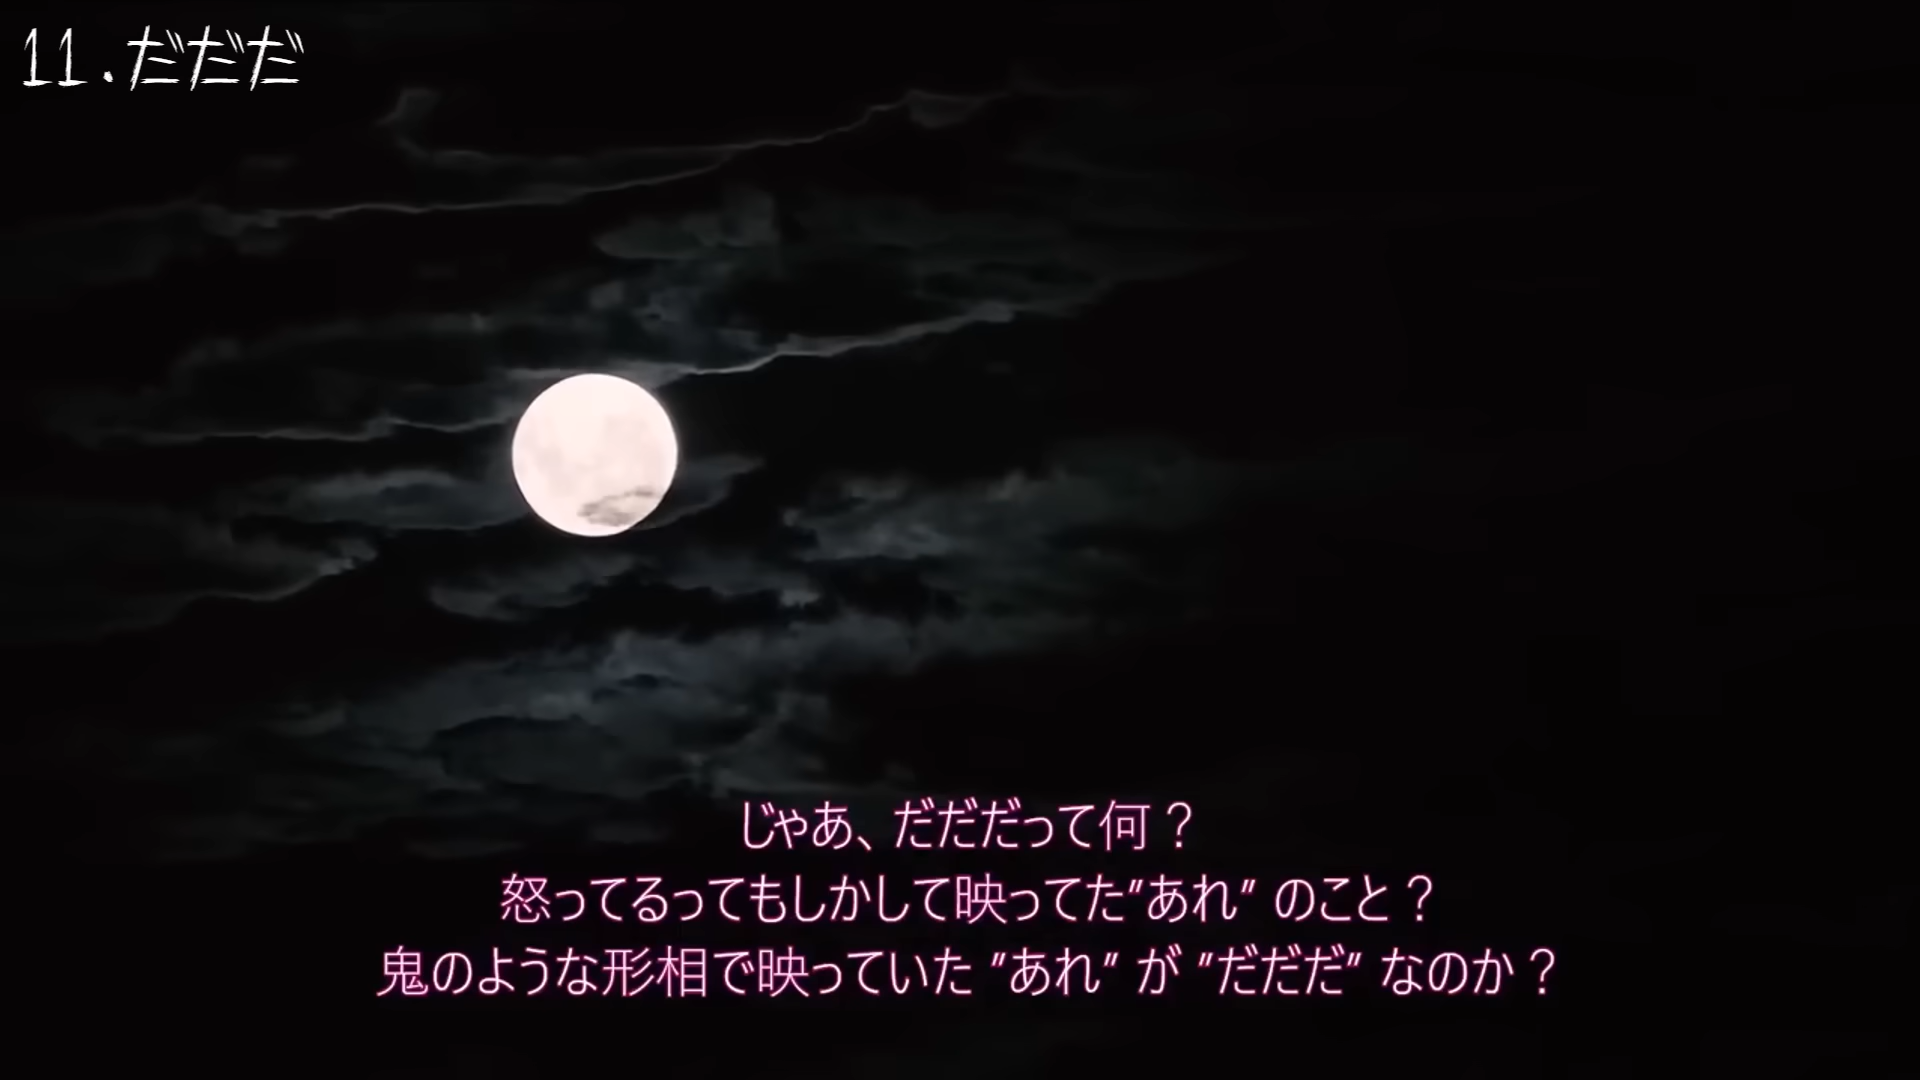 11.だだだ
じゃあ、だだだって何？
怒ってるってもしかして映ってた"あれ" のこと？
鬼のような形相で映っていた "あれ" が "だだだ" なのか？